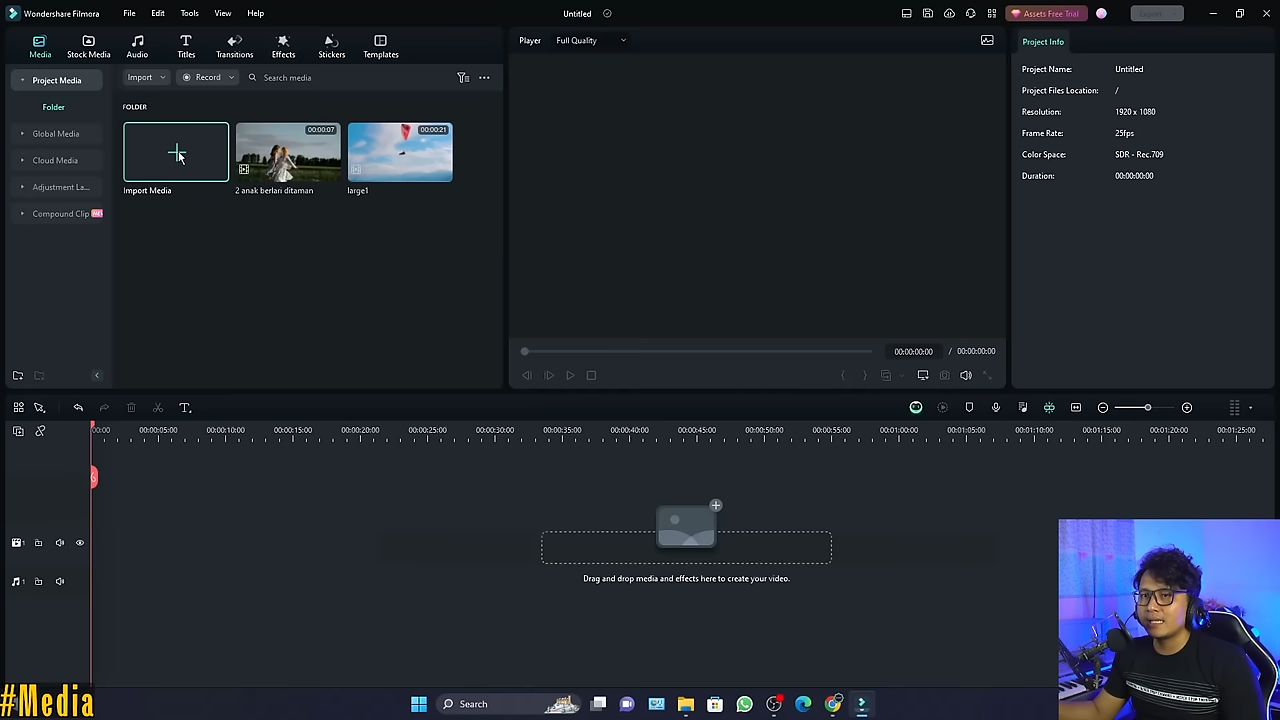 Wondershare Filmora File Edit Tools View Help Untitled Assets Free Trial Export
Media Stock Media Audio Titles Transitions Effects Stickers Templates
Player Full Quality
Project Info
Project Media
Import Record Search media
Folder
FOLDER
Global Media
Cloud Media
Adjustment La...
Compound Clip
00:00:07
00:00:21
Import Media
2 anak berlari ditaman
large1
Project Name: Untitled
Project Files Location: /
Resolution: 1920 x 1080
Frame Rate: 25fps
Color Space: SDR - Rec.709
Duration: 00:00:00:00
00:00:00:00 / 00:00:00:00
00:00 00:00:05:00 00:00:10:00 00:00:15:00 00:00:20:00 00:00:25:00 00:00:30:00 00:00:35:00 00:00:40:00 00:00:45:00 00:00:50:00 00:00:55:00 00:01:00:00 00:01:05:00 00:01:10:00 00:01:15:00 00:01:20:00 00:01:25:00
1
Drag and drop media and effects here to create your video.
1
#Media
Search